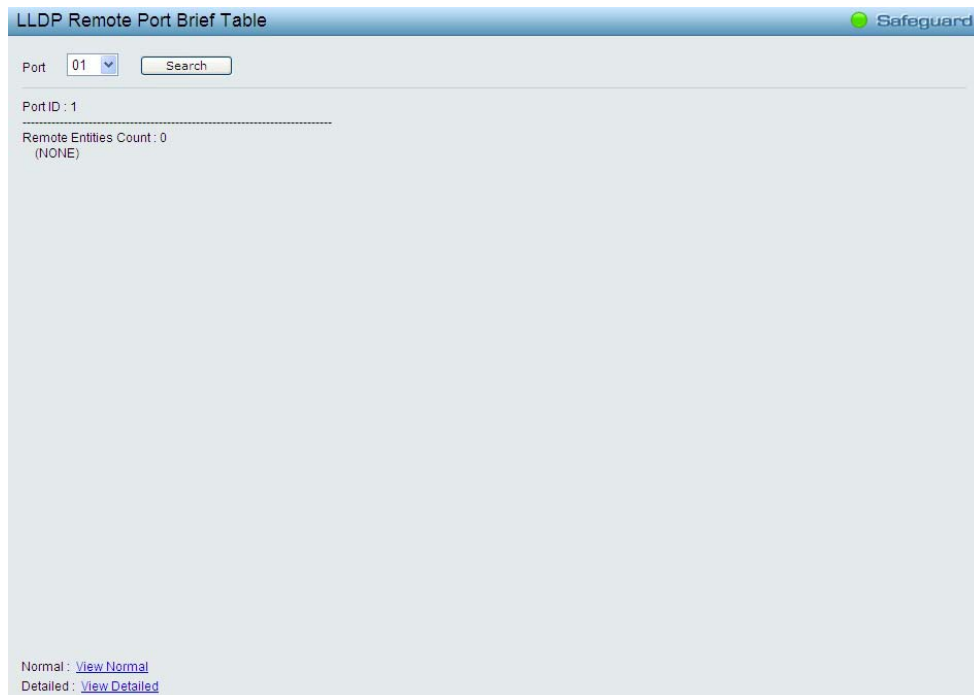 LLDP Remote Port Brief Table Safeguard
Port 01 Search
Port ID : 1
--------------------------------------------------------------------------
Remote Entities Count : 0
(NONE)
Normal : View Normal
Detailed : View Detailed